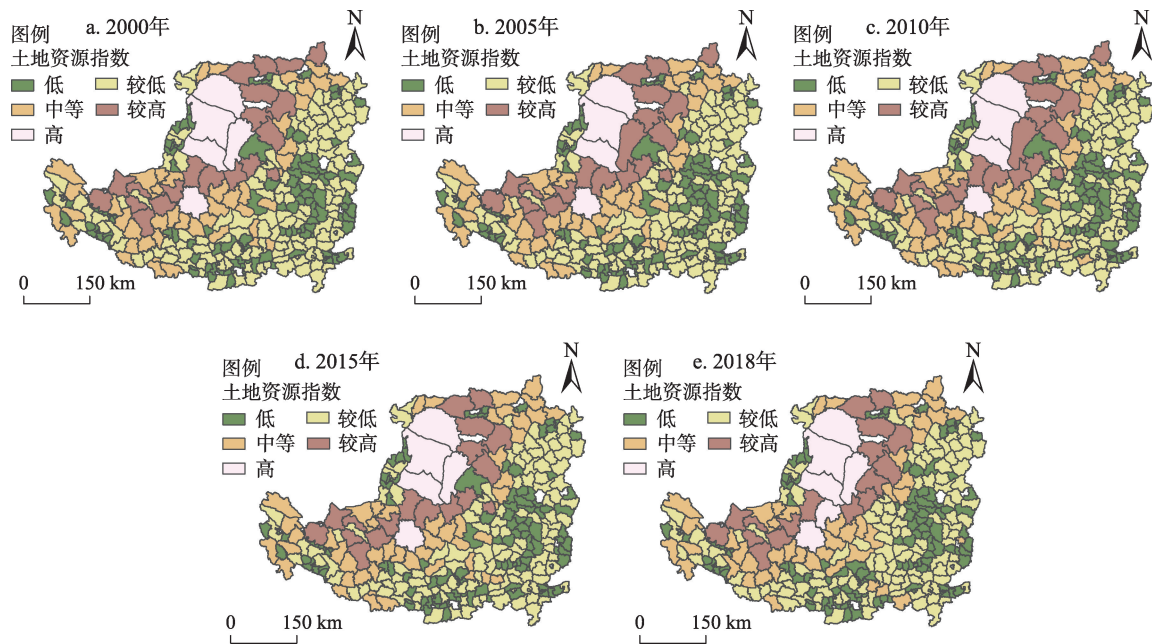 a. 2000年
N
图例
土地资源指数
低
较低
中等
较高
高
0 150 km
b. 2005年
N
图例
土地资源指数
低
较低
中等
较高
高
0 150 km
c. 2010年
N
图例
土地资源指数
低
较低
中等
较高
高
0 150 km
d. 2015年
N
图例
土地资源指数
低
较低
中等
较高
高
0 150 km
e. 2018年
N
图例
土地资源指数
低
较低
中等
较高
高
0 150 km